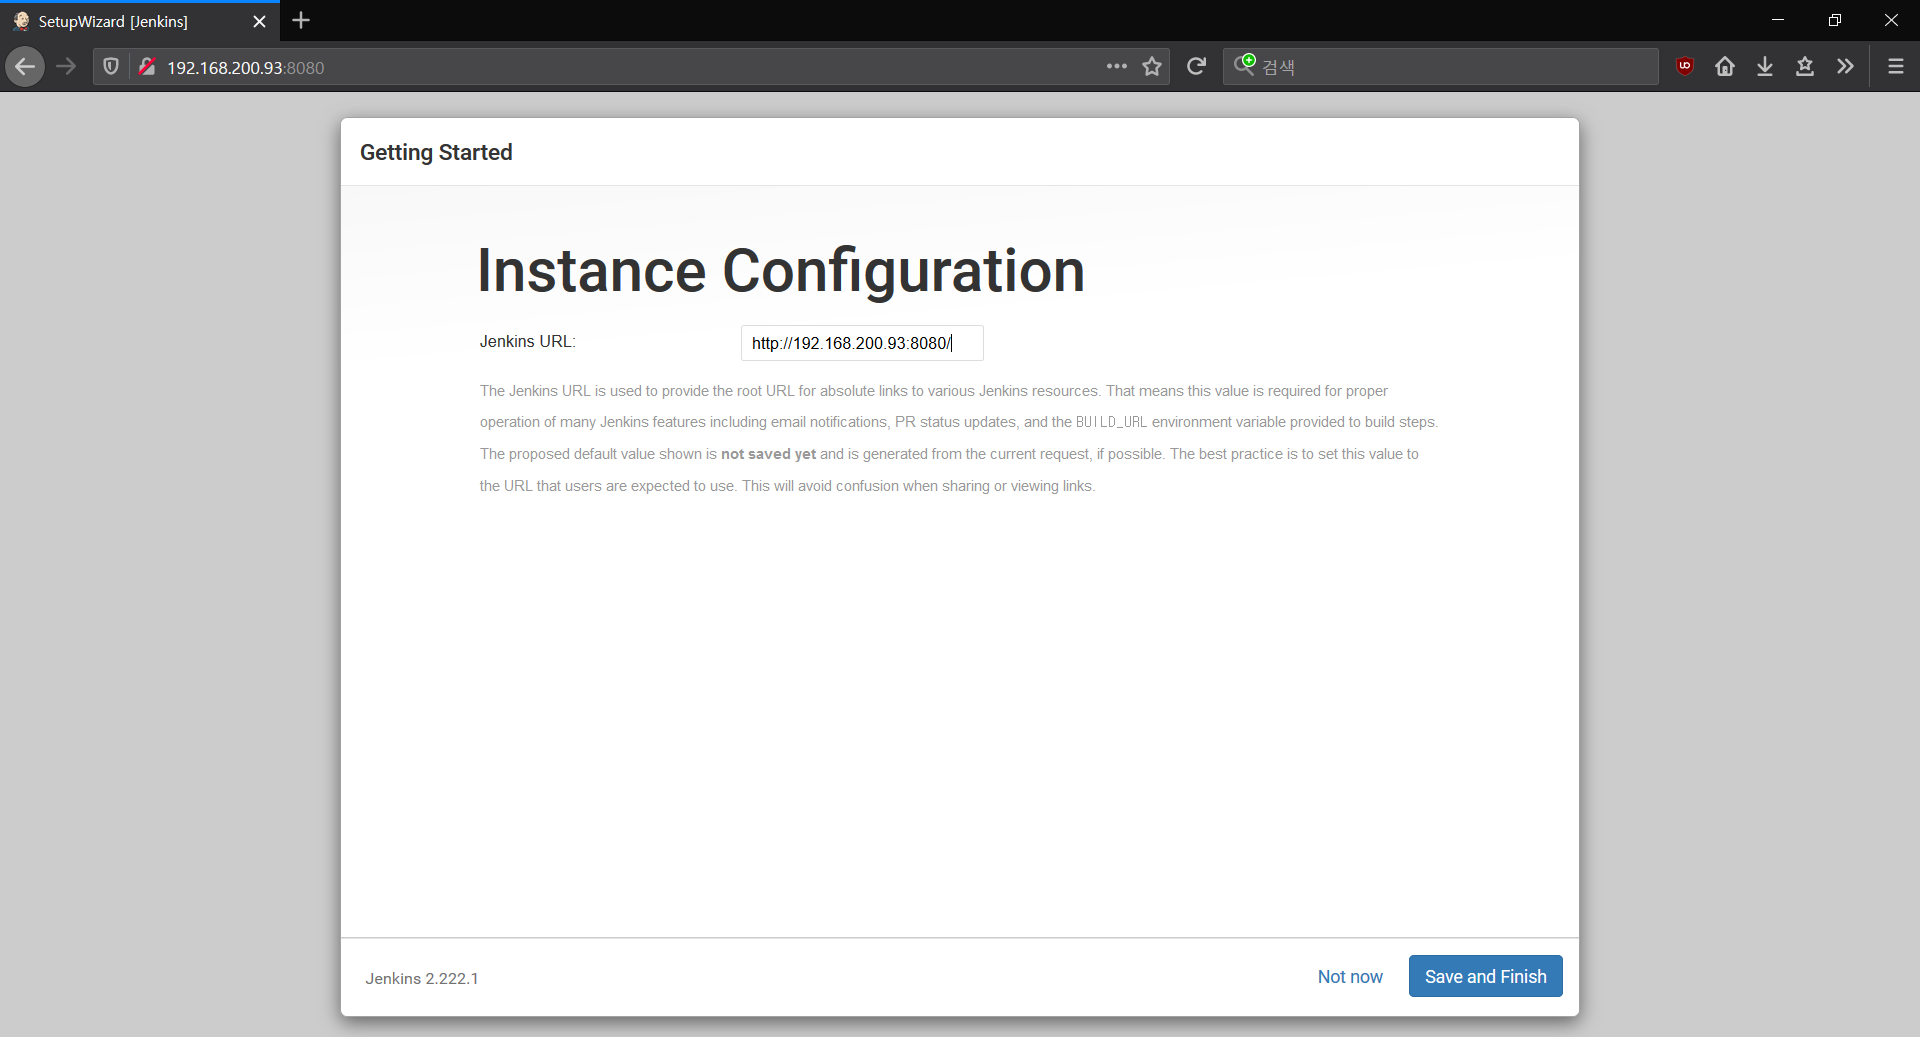 SetupWizard [Jenkins]
192.168.200.93:8080
검색
Getting Started
Instance Configuration
Jenkins URL:
http://192.168.200.93:8080/
The Jenkins URL is used to provide the root URL for absolute links to various Jenkins resources. That means this value is required for proper
operation of many Jenkins features including email notifications, PR status updates, and the BUILD_URL environment variable provided to build steps.
The proposed default value shown is not saved yet and is generated from the current request, if possible. The best practice is to set this value to
the URL that users are expected to use. This will avoid confusion when sharing or viewing links.
Jenkins 2.222.1
Not now
Save and Finish